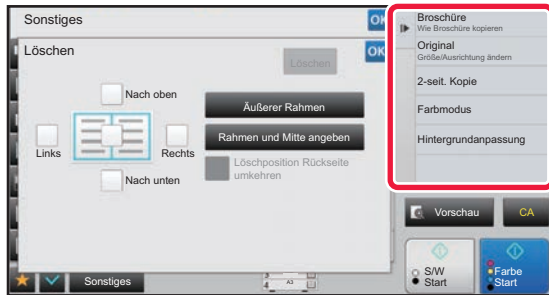 Sonstiges
OK
Löschen
OK
Löschen
Nach oben
Links
Rechts
Nach unten
Äußerer Rahmen
Rahmen und Mitte angeben
Löschposition Rückseite
umkehren
Broschüre
Wie Broschüre kopieren
Original
Größe/Ausrichtung ändern
2-seit. Kopie
Farbmodus
Hintergrundanpassung
Vorschau
CA
S/W
Start
Farbe
Start
Sonstiges
4
A3